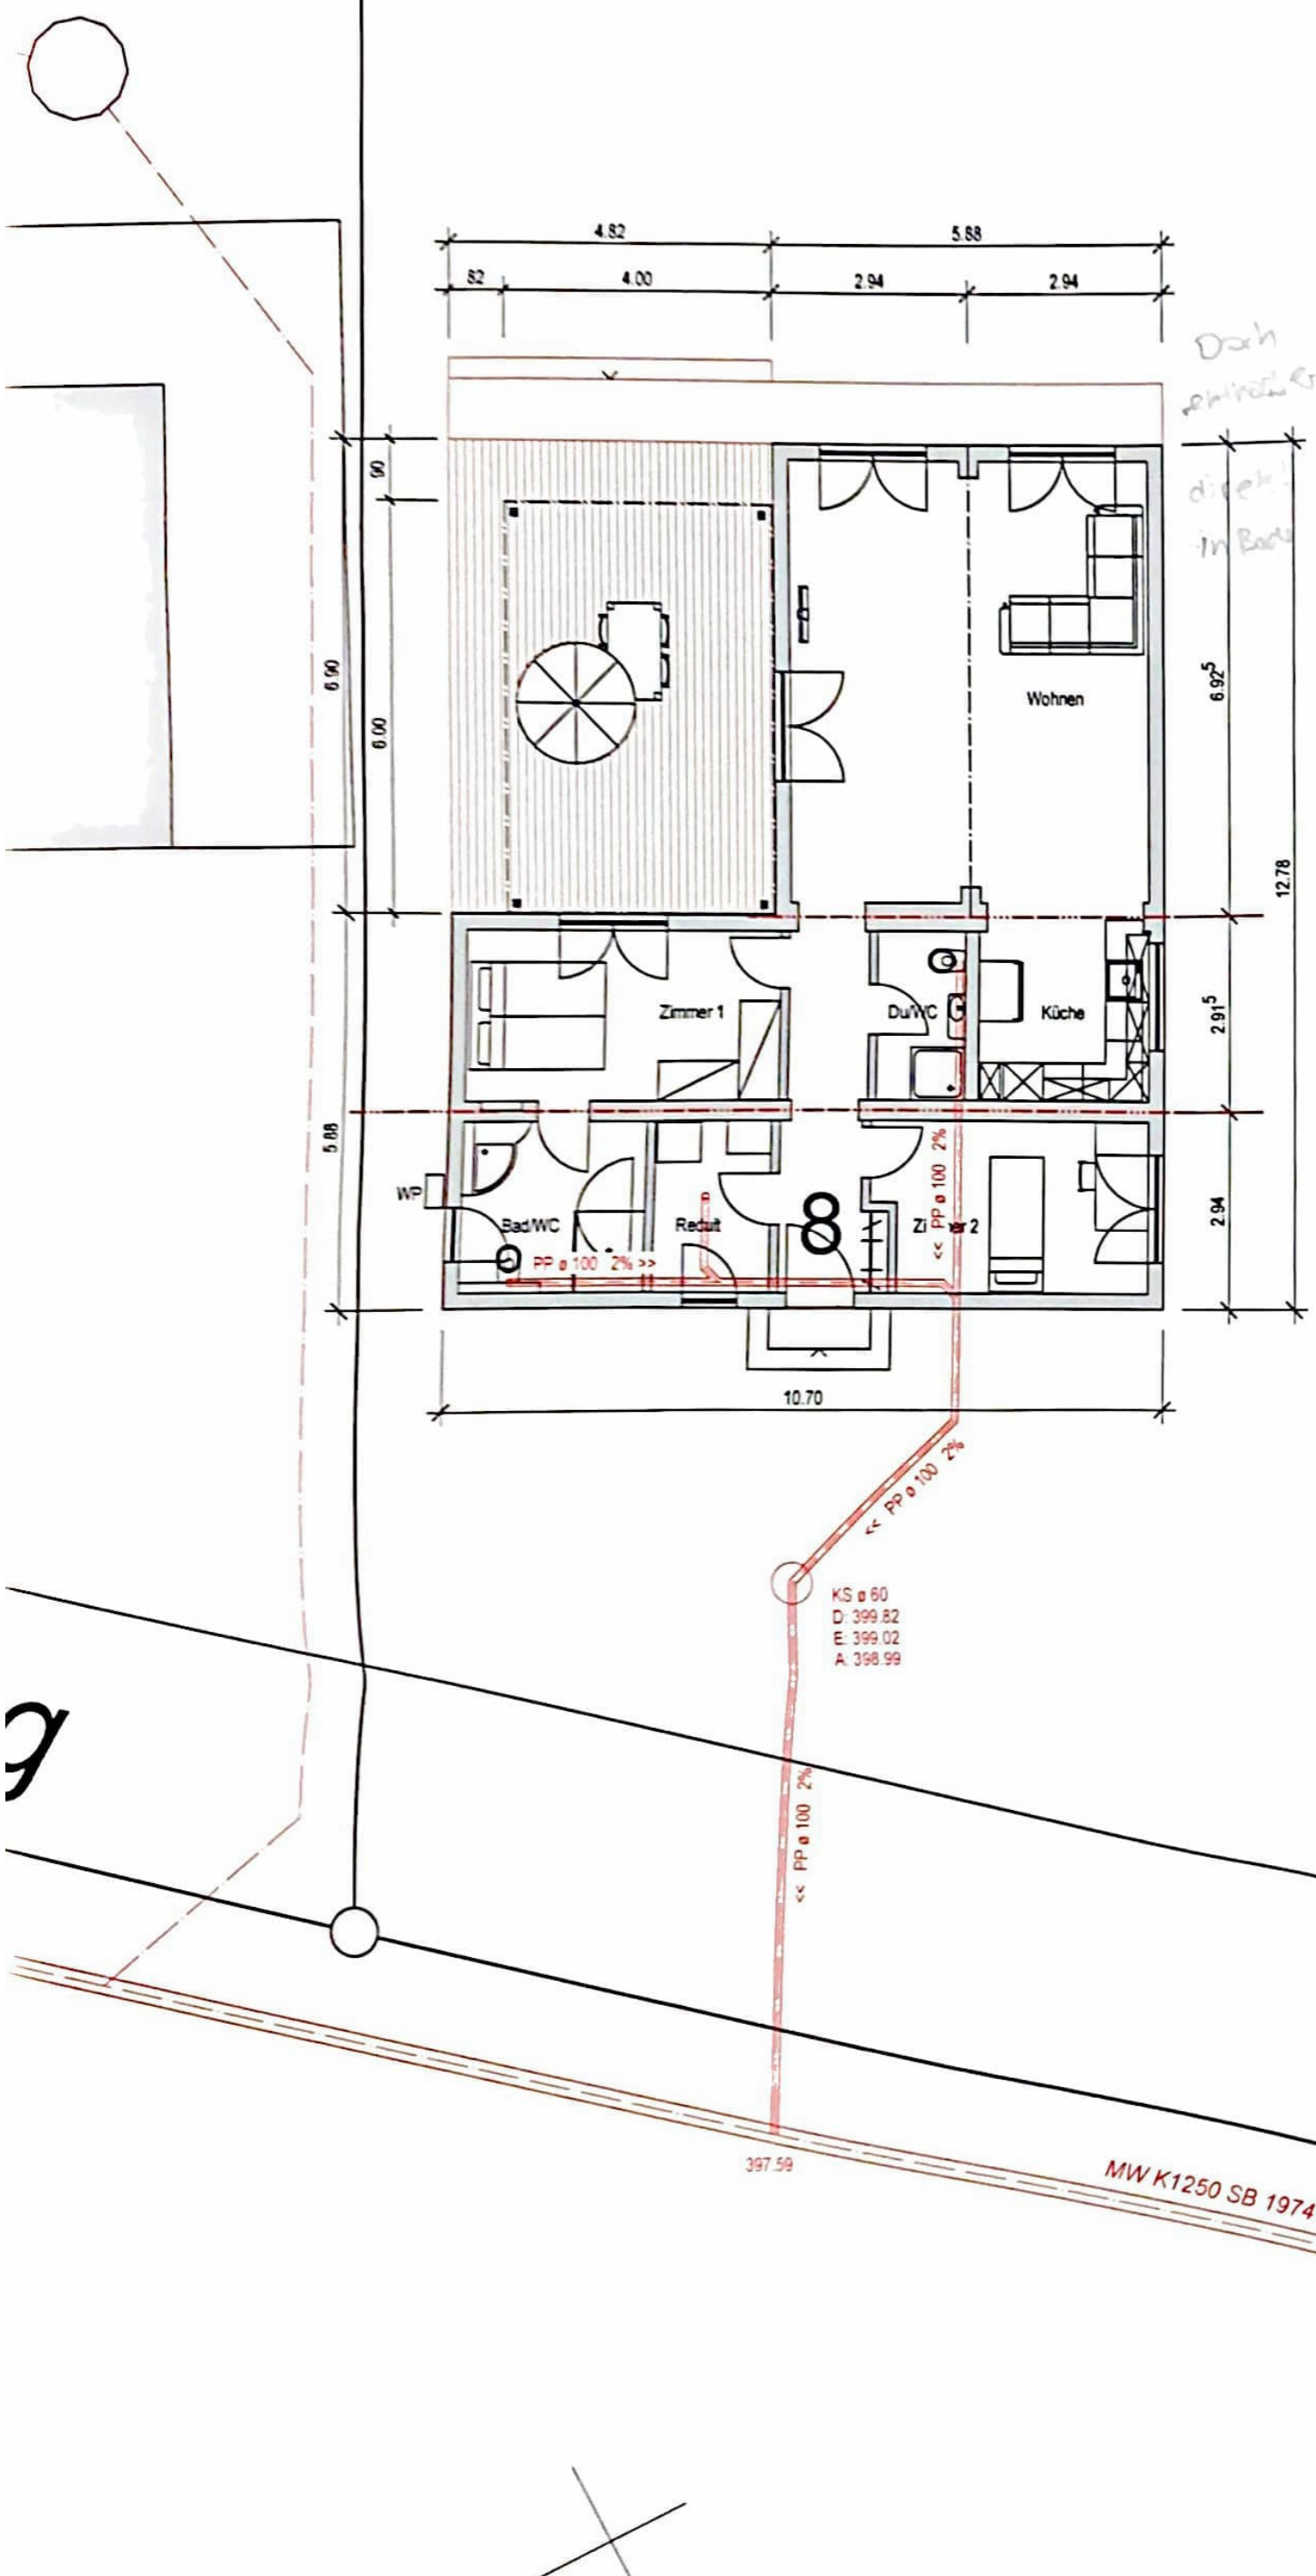 4.82 5.88
82 4.00 2.94 2.94
Dach
direkt
in Bode
90
6.90
6.00
6.92⁵
Wohnen
12.78
Zimmer 1
Du/WC
Küche
2.91⁵
5.88
<< PP ø 100 2%
WP
Bad/WC
Reduit
8
2.94
PP ø 100 2% >>
10.70
<< PP ø 100 2%
KS ø 60
D: 399.82
E: 399.02
A: 398.99
g
<< PP ø 100 2%
397.59
MW K1250 SB 1974